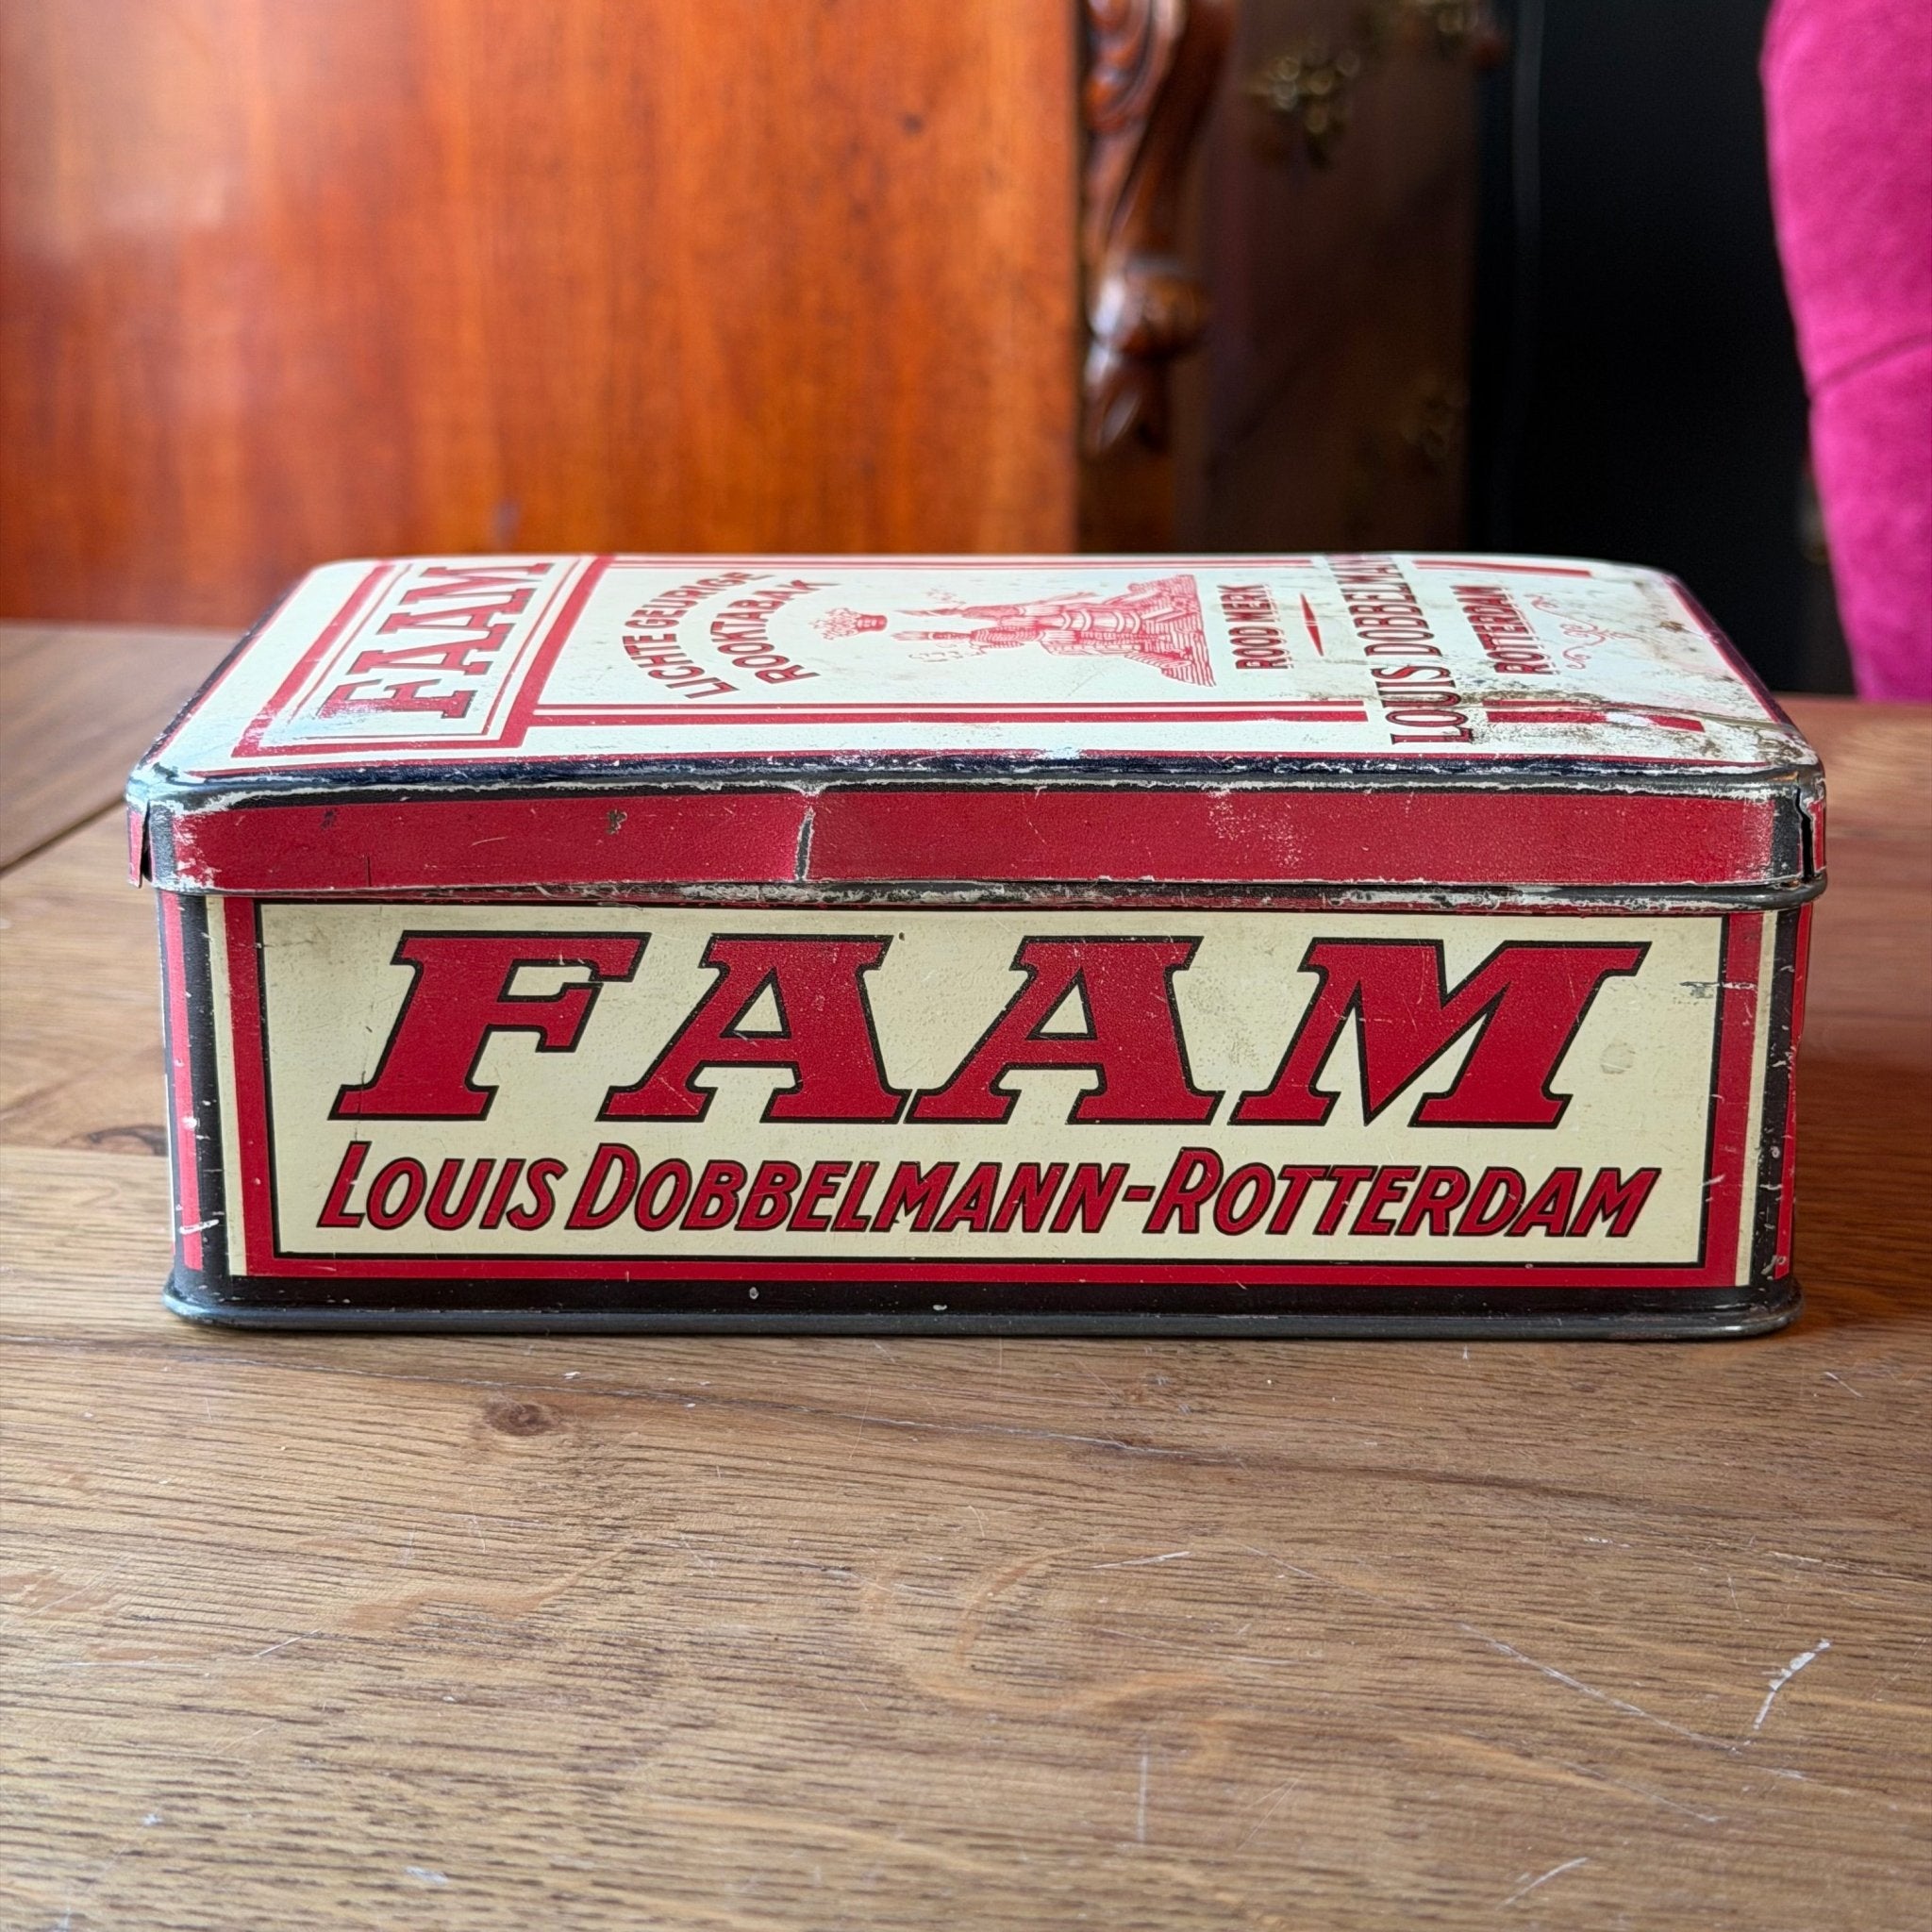 FAAM
LICHTE GEURIGE
ROOKTABAK
ROOD MERK
LOUIS DOBBELMANN
ROTTERDAM
FAAM
LOUIS DOBBELMANN-ROTTERDAM